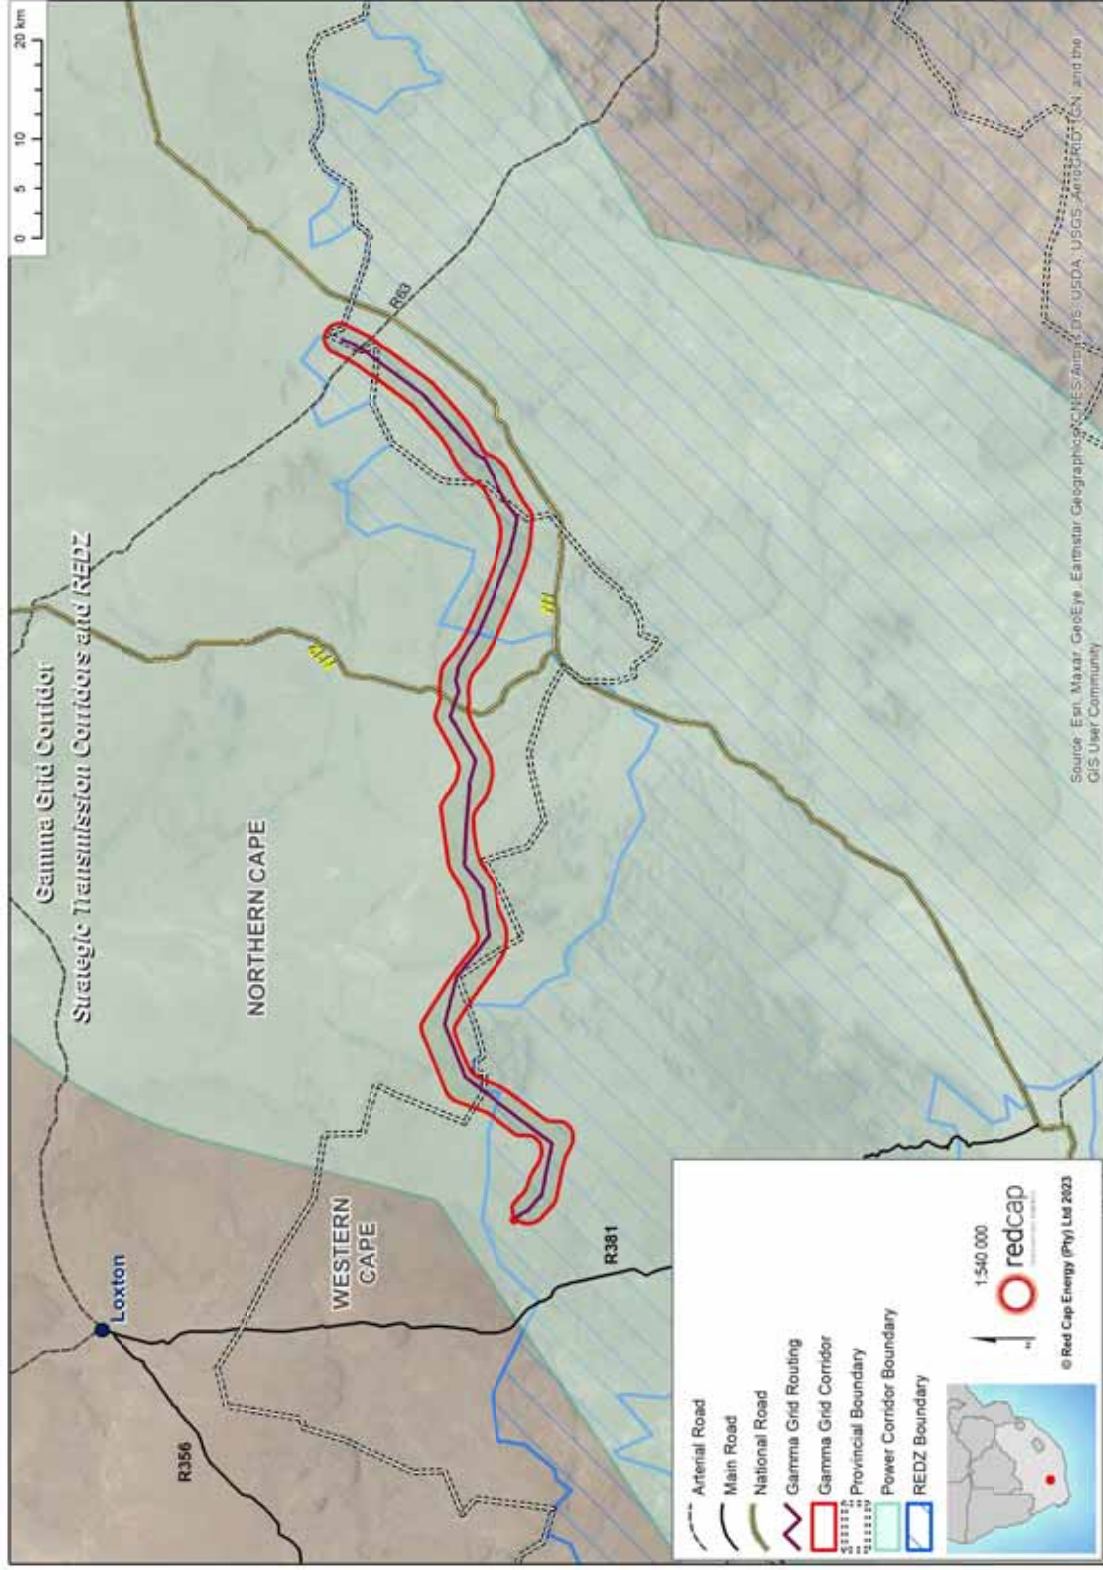 Gamma Grid Corridor
Strategic Transmission Corridors and REDZ
0 5 10 20 km
Loxton
R356
WESTERN
CAPE
NORTHERN CAPE
R381
R63
Arterial Road
Main Road
National Road
Gamma Grid Routing
Gamma Grid Corridor
Provincial Boundary
Power Corridor Boundary
REDZ Boundary
1:540 000
N
redcap
© Red Cap Energy (Pty) Ltd 2023
Source: Esri, Maxar, GeoEye, Earthstar Geographics, CNES/Airbus DS, USDA, USGS, AeroGRID, IGN, and the
GIS User Community